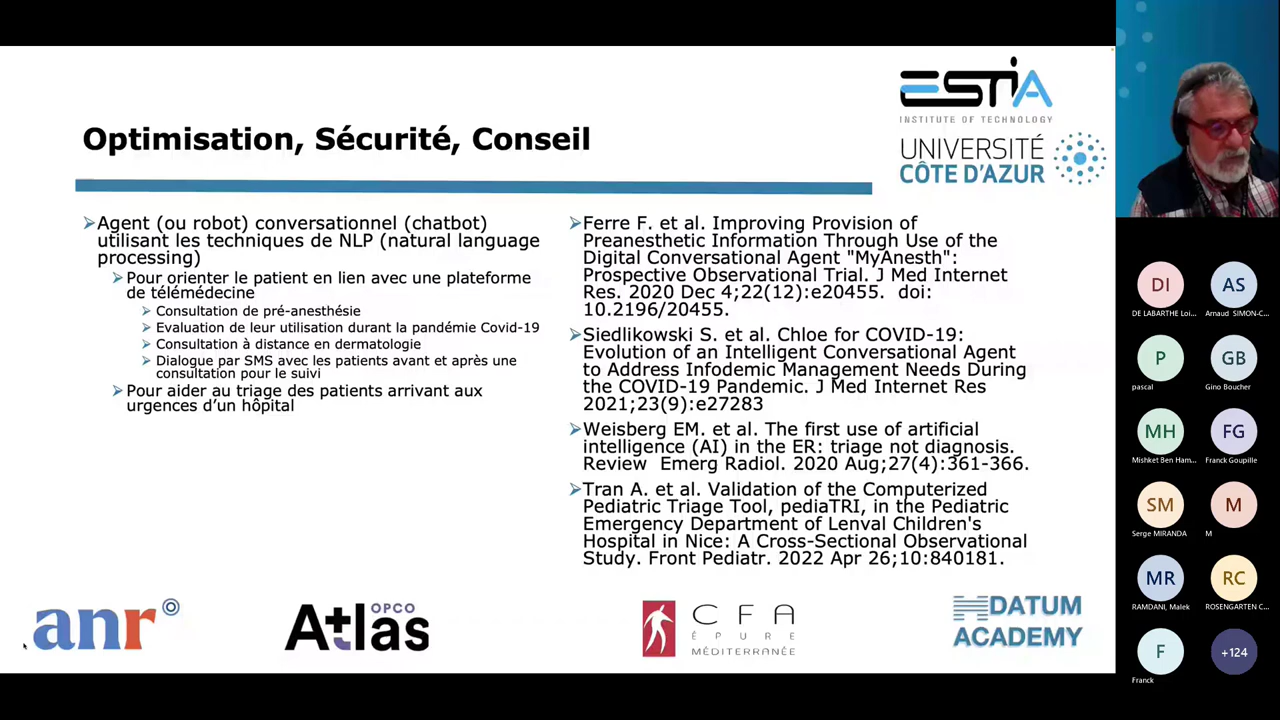 ESTIA
INSTITUTE OF TECHNOLOGY
UNIVERSITÉ
CÔTE D'AZUR
Optimisation, Sécurité, Conseil
Agent (ou robot) conversationnel (chatbot)
utilisant les techniques de NLP (natural language
processing)
Pour orienter le patient en lien avec une plateforme
de télémédecine
Consultation de pré-anesthésie
Evaluation de leur utilisation durant la pandémie Covid-19
Consultation à distance en dermatologie
Dialogue par SMS avec les patients avant et après une
consultation pour le suivi
Pour aider au triage des patients arrivant aux
urgences d'un hôpital
Ferre F. et al. Improving Provision of
Preanesthetic Information Through Use of the
Digital Conversational Agent "MyAnesth":
Prospective Observational Trial. J Med Internet
Res. 2020 Dec 4;22(12):e20455. doi:
10.2196/20455.
Siedlikowski S. et al. Chloe for COVID-19:
Evolution of an Intelligent Conversational Agent
to Address Infodemic Management Needs During
the COVID-19 Pandemic. J Med Internet Res
2021;23(9):e27283
Weisberg EM. et al. The first use of artificial
intelligence (AI) in the ER: triage not diagnosis.
Review Emerg Radiol. 2020 Aug;27(4):361-366.
Tran A. et al. Validation of the Computerized
Pediatric Triage Tool, pediaTRI, in the Pediatric
Emergency Department of Lenval Children's
Hospital in Nice: A Cross-Sectional Observational
Study. Front Pediatr. 2022 Apr 26;10:840181.
anr
OPCO
Atlas
CFA
ÉPURE
MÉDITERRANÉE
DATUM
ACADEMY
DI
DE LABARTHE Loi...
AS
Arnaud SIMON-C...
P
pascal
GB
Gino Boucher
MH
Mishket Ben Ham...
FG
Franck Goupille
SM
Serge MIRANDA
M
M
MR
RAMDANI, Malek
RC
ROSENGARTEN C...
F
Franck
+124